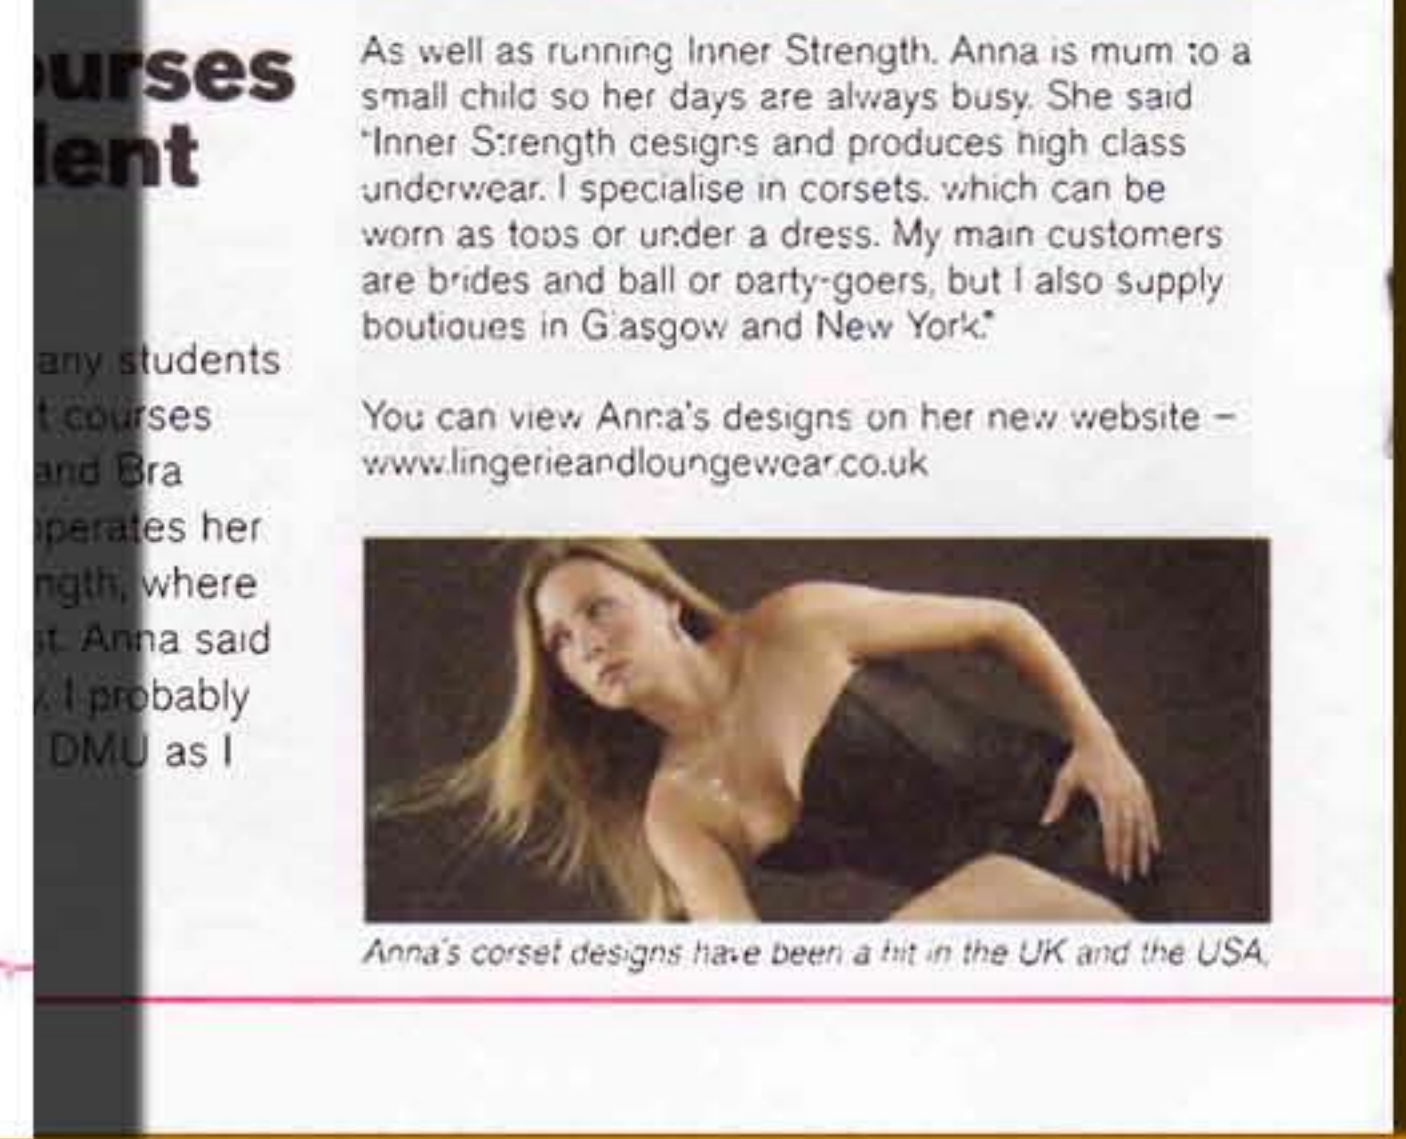 urses
lent
any students
t courses
and Bra
perates her
ngth, where
st. Anna said
y. I probably
DMU as I
As well as running Inner Strength. Anna is mum to a
small child so her days are always busy. She said
"Inner Strength designs and produces high class
underwear. I specialise in corsets. which can be
worn as tops or under a dress. My main customers
are brides and ball or party-goers, but I also supply
boutiques in Glasgow and New York."
You can view Anna's designs on her new website –
www.lingerieandloungewear.co.uk
Anna's corset designs have been a hit in the UK and the USA.